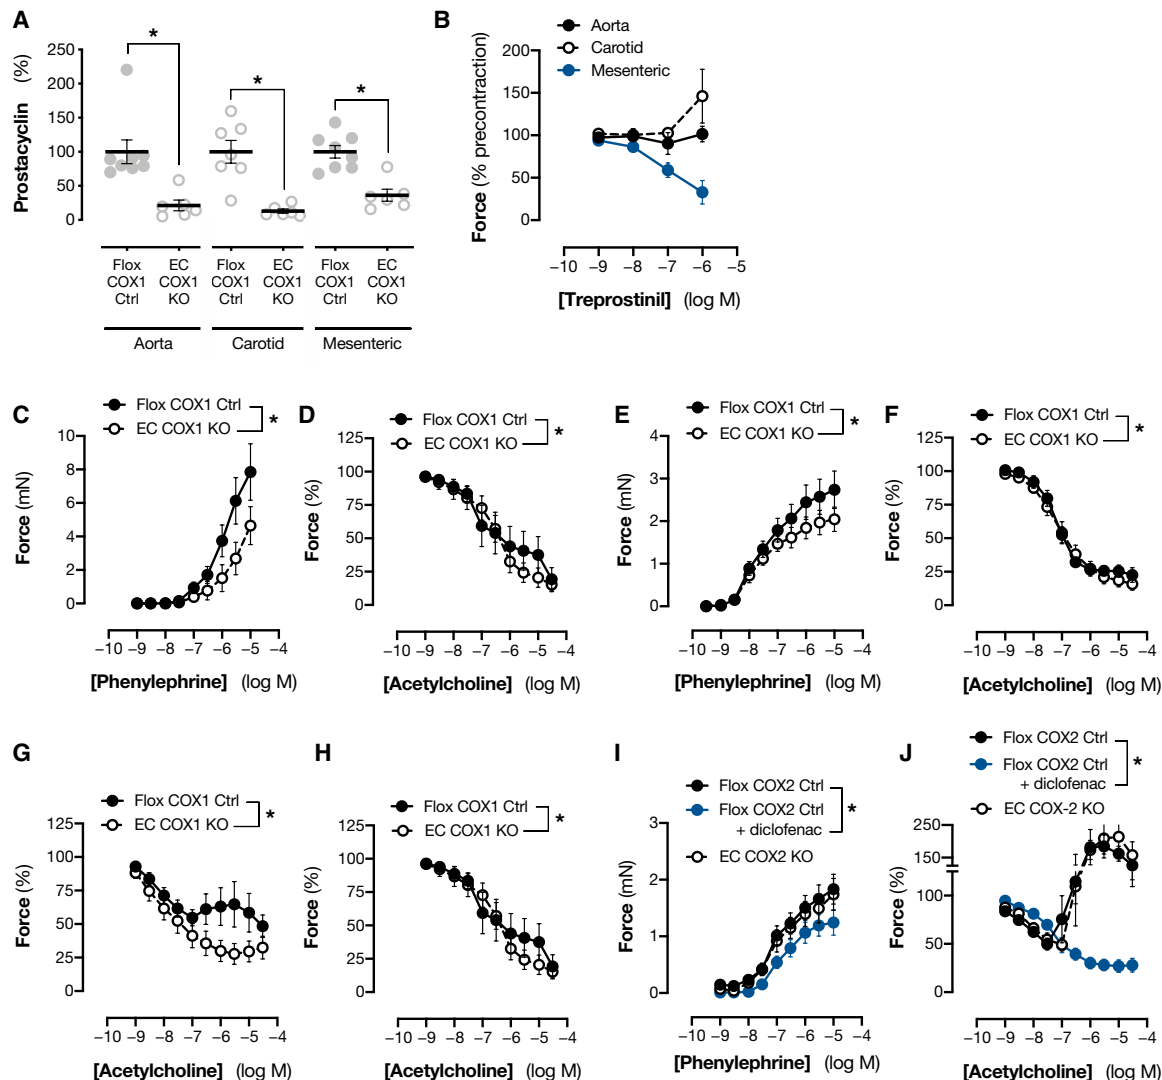 A
Prostacyclin (%)
250
200
150
100
50
0
*
*
*
Flox COX1 Ctrl
EC COX1 KO
Flox COX1 Ctrl
EC COX1 KO
Flox COX1 Ctrl
EC COX1 KO
Aorta
Carotid
Mesenteric
B
Aorta
Carotid
Mesenteric
Force (% precontraction)
200
150
100
50
0
−10 −9 −8 −7 −6 −5
[Treprostinil] (log M)
C
Flox COX1 Ctrl
EC COX1 KO
*
Force (mN)
10
8
6
4
2
0
−10 −9 −8 −7 −6 −5 −4
[Phenylephrine] (log M)
D
Flox COX1 Ctrl
EC COX1 KO
*
Force (%)
125
100
75
50
25
0
−10 −9 −8 −7 −6 −5 −4
[Acetylcholine] (log M)
E
Flox COX1 Ctrl
EC COX1 KO
*
Force (mN)
4
3
2
1
0
−10 −9 −8 −7 −6 −5 −4
[Phenylephrine] (log M)
F
Flox COX1 Ctrl
EC COX1 KO
*
Force (%)
125
100
75
50
25
0
−10 −9 −8 −7 −6 −5 −4
[Acetylcholine] (log M)
G
Flox COX1 Ctrl
EC COX1 KO
*
Force (%)
125
100
75
50
25
0
−10 −9 −8 −7 −6 −5 −4
[Acetylcholine] (log M)
H
Flox COX1 Ctrl
EC COX1 KO
*
Force (%)
125
100
75
50
25
0
−10 −9 −8 −7 −6 −5 −4
[Acetylcholine] (log M)
I
Flox COX2 Ctrl
Flox COX2 Ctrl
+ diclofenac
EC COX2 KO
*
Force (mN)
3
2
1
0
−10 −9 −8 −7 −6 −5 −4
[Phenylephrine] (log M)
J
Flox COX2 Ctrl
Flox COX2 Ctrl
+ diclofenac
EC COX-2 KO
*
Force (%)
250
150
100
50
0
−10 −9 −8 −7 −6 −5 −4
[Acetylcholine] (log M)